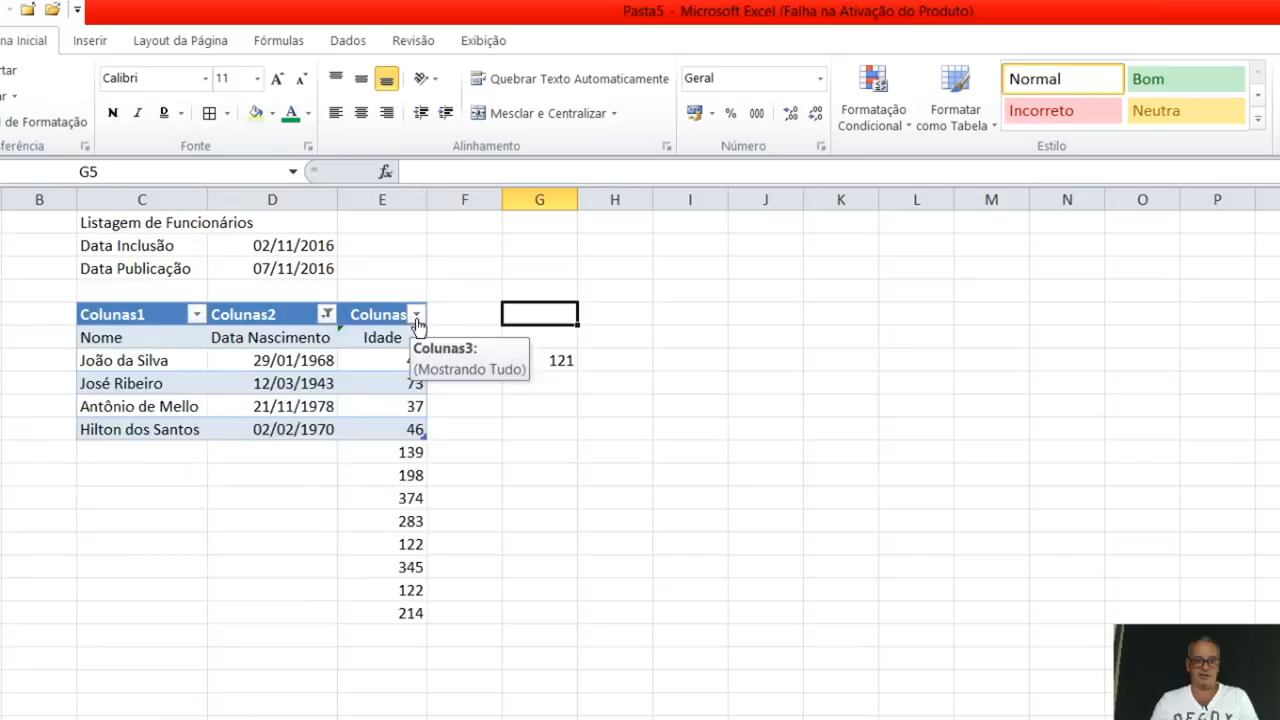 Pasta5 - Microsoft Excel (Falha na Ativação do Produto)
na Inicial Inserir Layout da Página Fórmulas Dados Revisão Exibição
Calibri 11 Quebrar Texto Automaticamente Geral Normal Bom
de Formatação N I S A Mesclar e Centralizar % 000 Formatação Condicional Formatar como Tabela Incorreto Neutra
Fonte Alinhamento Número Estilo
G5 fx
B C D E F G H I J K L M N O P
Listagem de Funcionários
Data Inclusão 02/11/2016
Data Publicação 07/11/2016
Colunas1 Colunas2 Colunas
Nome Data Nascimento Idade
Colunas3:
(Mostrando Tudo)
João da Silva 29/01/1968 121
José Ribeiro 12/03/1943 73
Antônio de Mello 21/11/1978 37
Hilton dos Santos 02/02/1970 46
139
198
374
283
122
345
122
214